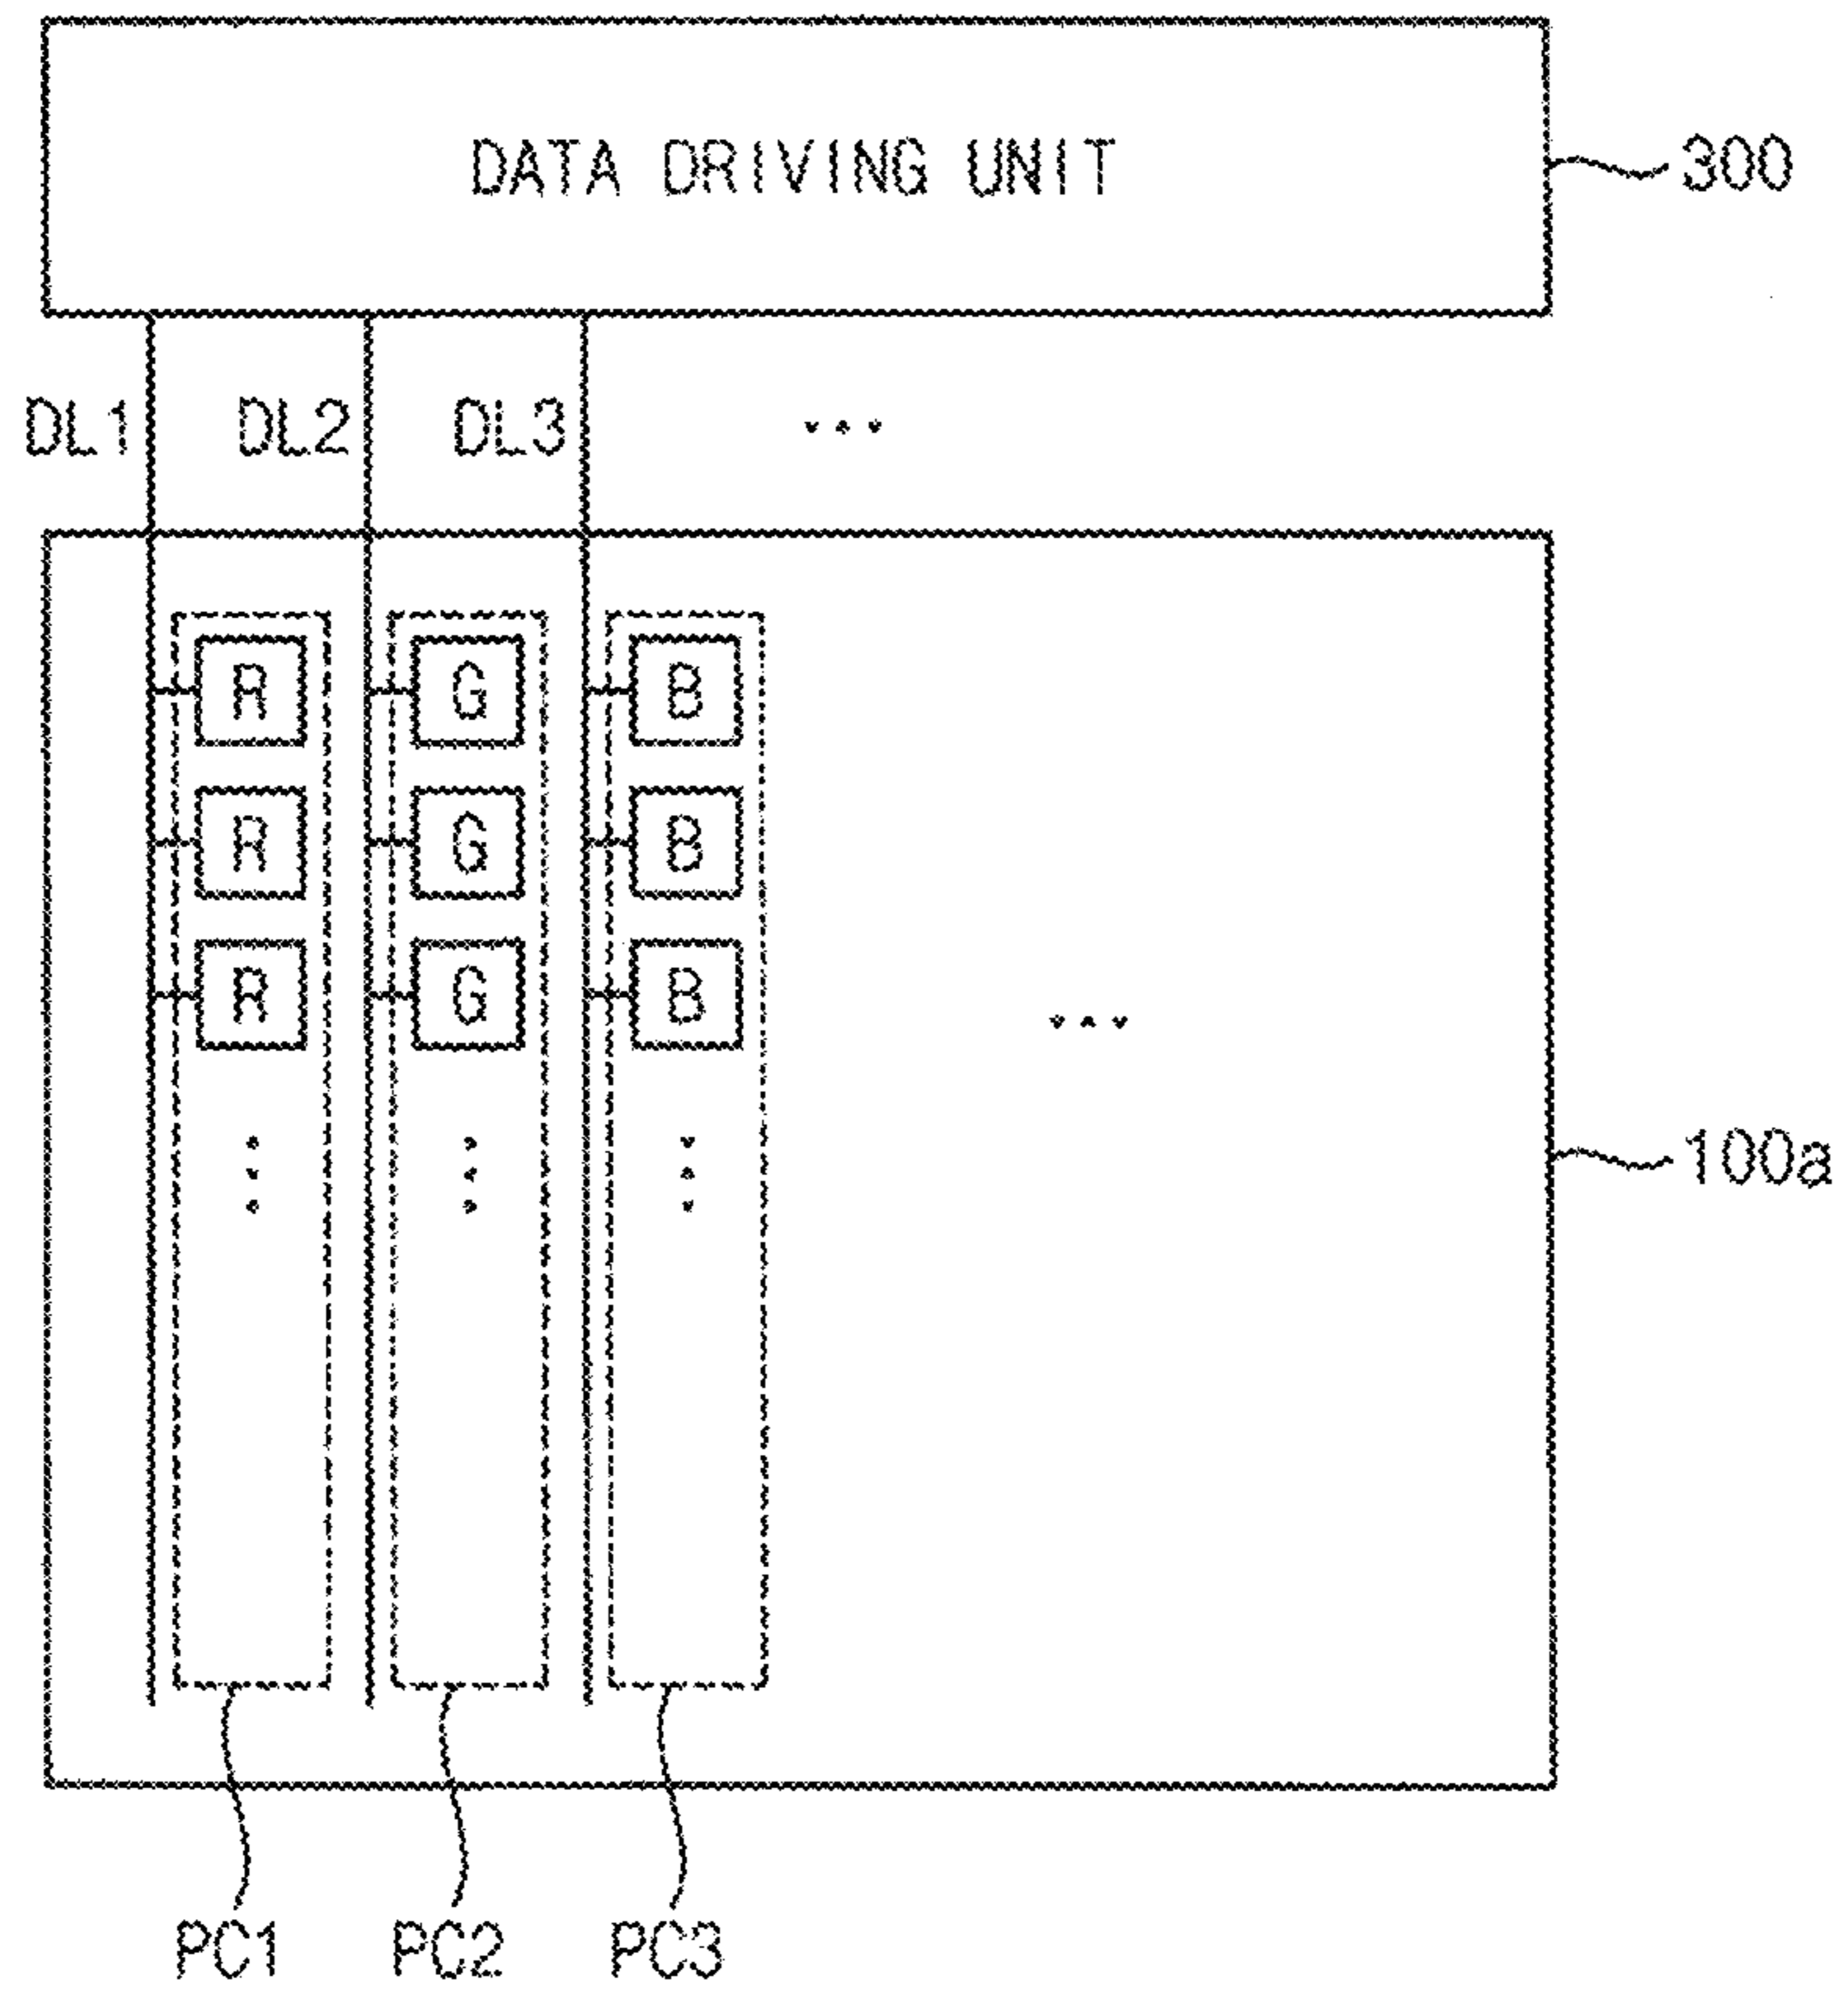 DATA DRIVING UNIT
300
DL1 DL2 DL3 ...
R G B
R G B
R G B
...
100a
PC1 PC2 PC3